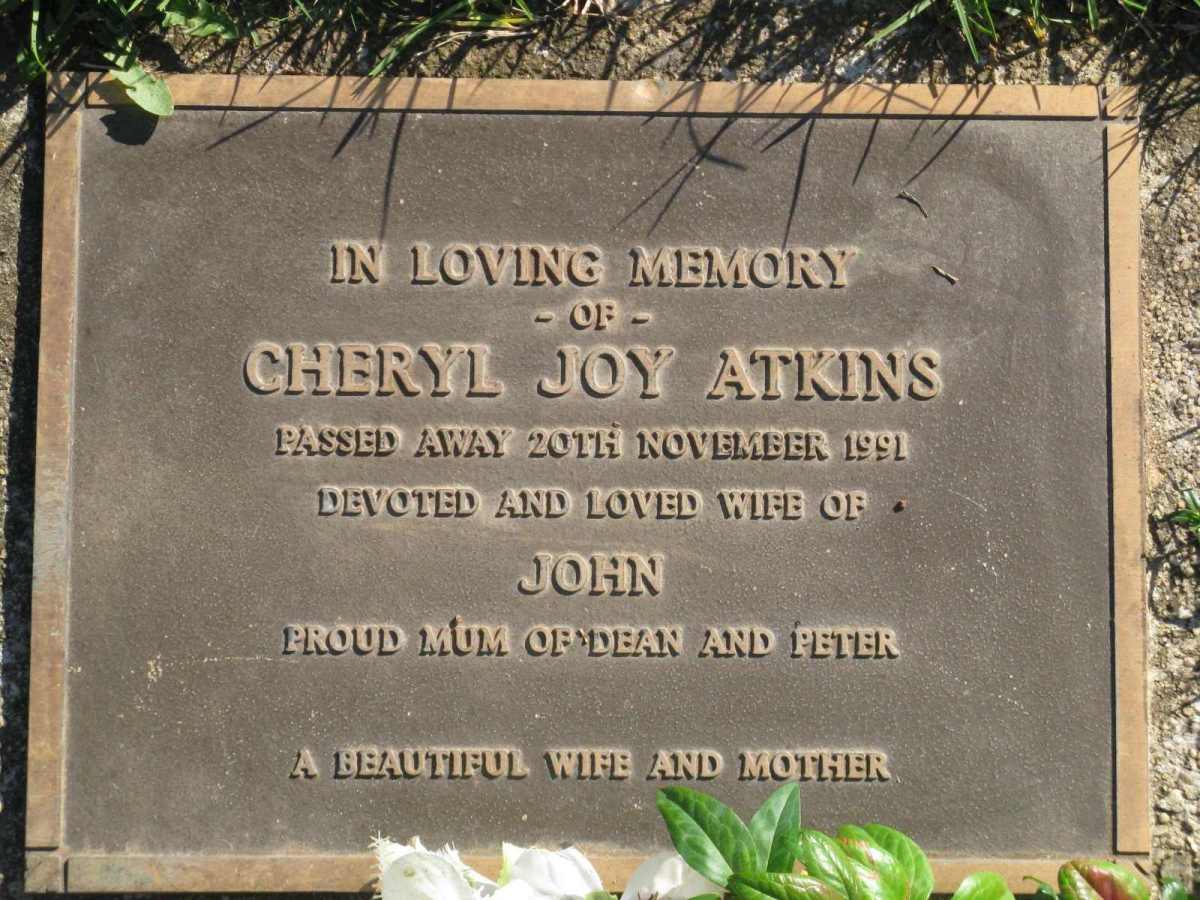 IN LOVING MEMORY
- OF -
CHERYL JOY ATKINS
PASSED AWAY 20TH NOVEMBER 1991
DEVOTED AND LOVED WIFE OF
JOHN
PROUD MUM OF DEAN AND PETER
A BEAUTIFUL WIFE AND MOTHER